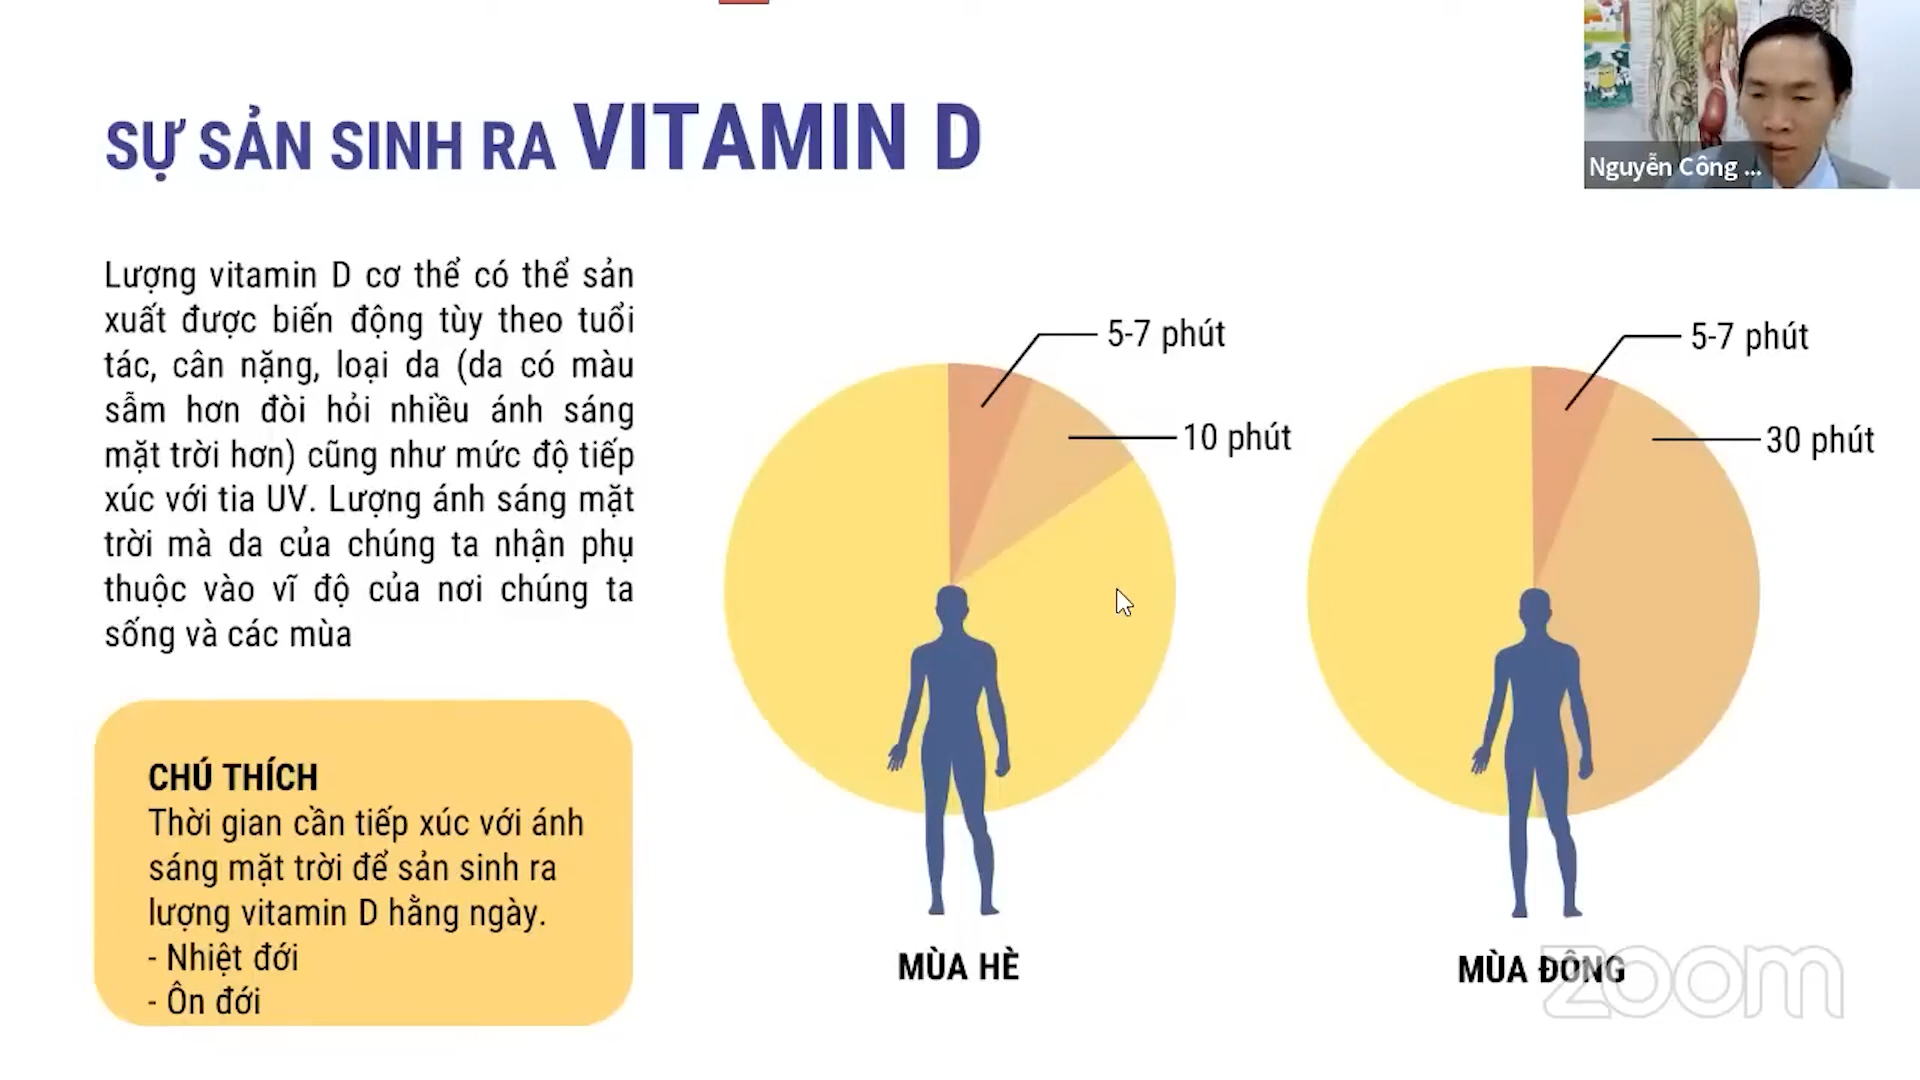 SỰ SẢN SINH RA VITAMIN D
Nguyễn Công ...
Lượng vitamin D cơ thể có thể sản
xuất được biến động tùy theo tuổi
tác, cân nặng, loại da (da có màu
sẫm hơn đòi hỏi nhiều ánh sáng
mặt trời hơn) cũng như mức độ tiếp
xúc với tia UV. Lượng ánh sáng mặt
trời mà da của chúng ta nhận phụ
thuộc vào vĩ độ của nơi chúng ta
sống và các mùa
CHÚ THÍCH
Thời gian cần tiếp xúc với ánh
sáng mặt trời để sản sinh ra
lượng vitamin D hằng ngày.
- Nhiệt đới
- Ôn đới
5-7 phút
10 phút
MÙA HÈ
5-7 phút
30 phút
MÙA ĐÔNG
zoom